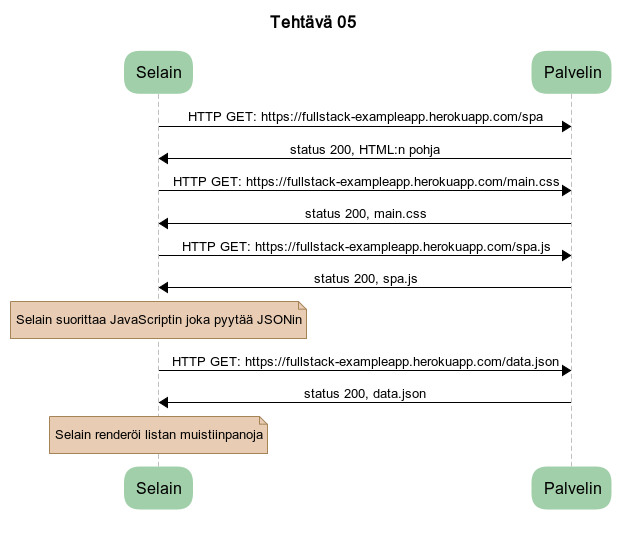 Tehtävä 05
Selain
Palvelin
HTTP GET: https://fullstack-exampleapp.herokuapp.com/spa
status 200, HTML:n pohja
HTTP GET: https://fullstack-exampleapp.herokuapp.com/main.css
status 200, main.css
HTTP GET: https://fullstack-exampleapp.herokuapp.com/spa.js
status 200, spa.js
Selain suorittaa JavaScriptin joka pyytää JSONin
HTTP GET: https://fullstack-exampleapp.herokuapp.com/data.json
status 200, data.json
Selain renderöi listan muistiinpanoja
Selain
Palvelin